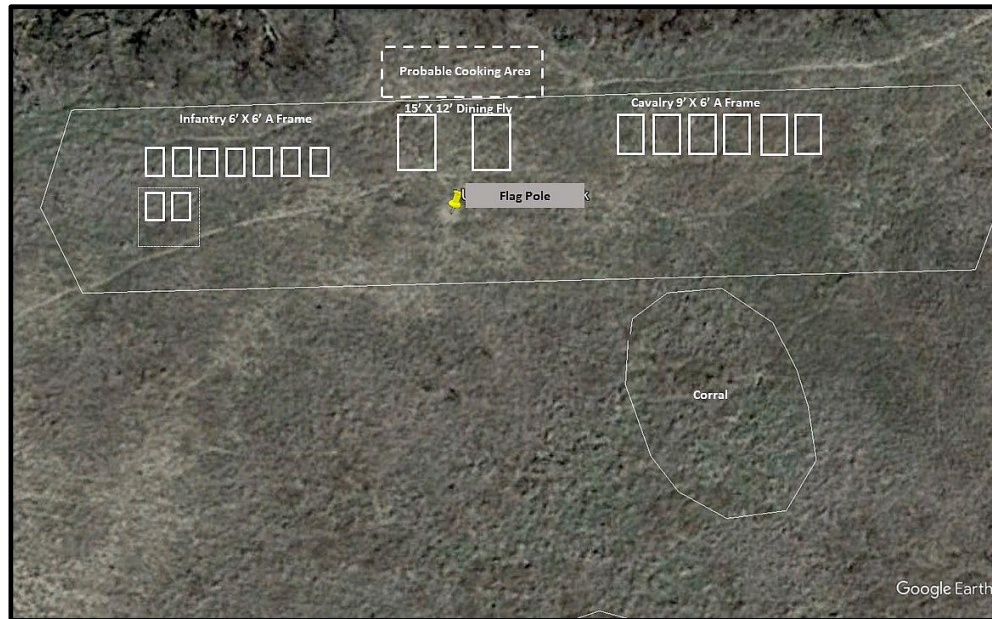 Probable Cooking Area
15' X 12' Dining Fly
Cavalry 9' X 6' A Frame
Infantry 6' X 6' A Frame
Flag Pole
Corral
Google Earth